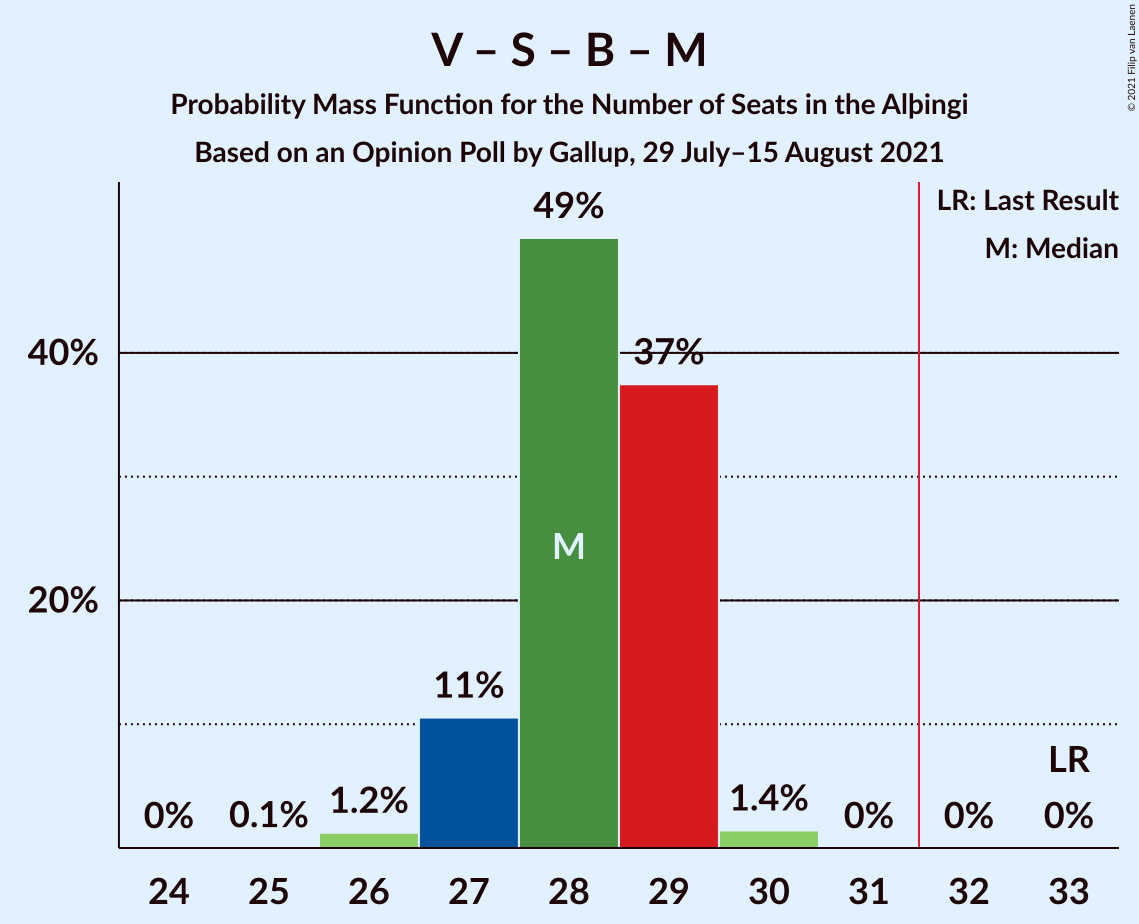 V – S – B – M
Probability Mass Function for the Number of Seats in the Alþingi
Based on an Opinion Poll by Gallup, 29 July–15 August 2021
© 2021 Filip van Laenen
LR: Last Result
M: Median
49%
40%
37%
M
20%
11%
LR
0%
0.1%
1.2%
1.4%
0%
0%
0%
24
25
26
27
28
29
30
31
32
33